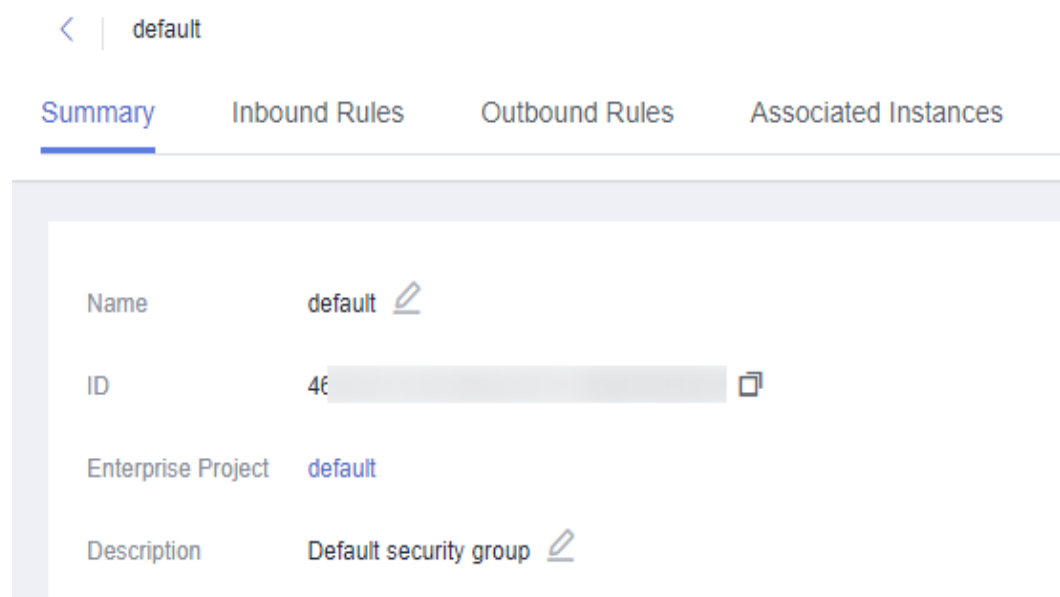 default
Summary Inbound Rules Outbound Rules Associated Instances
Name default
ID 46
Enterprise Project default
Description Default security group